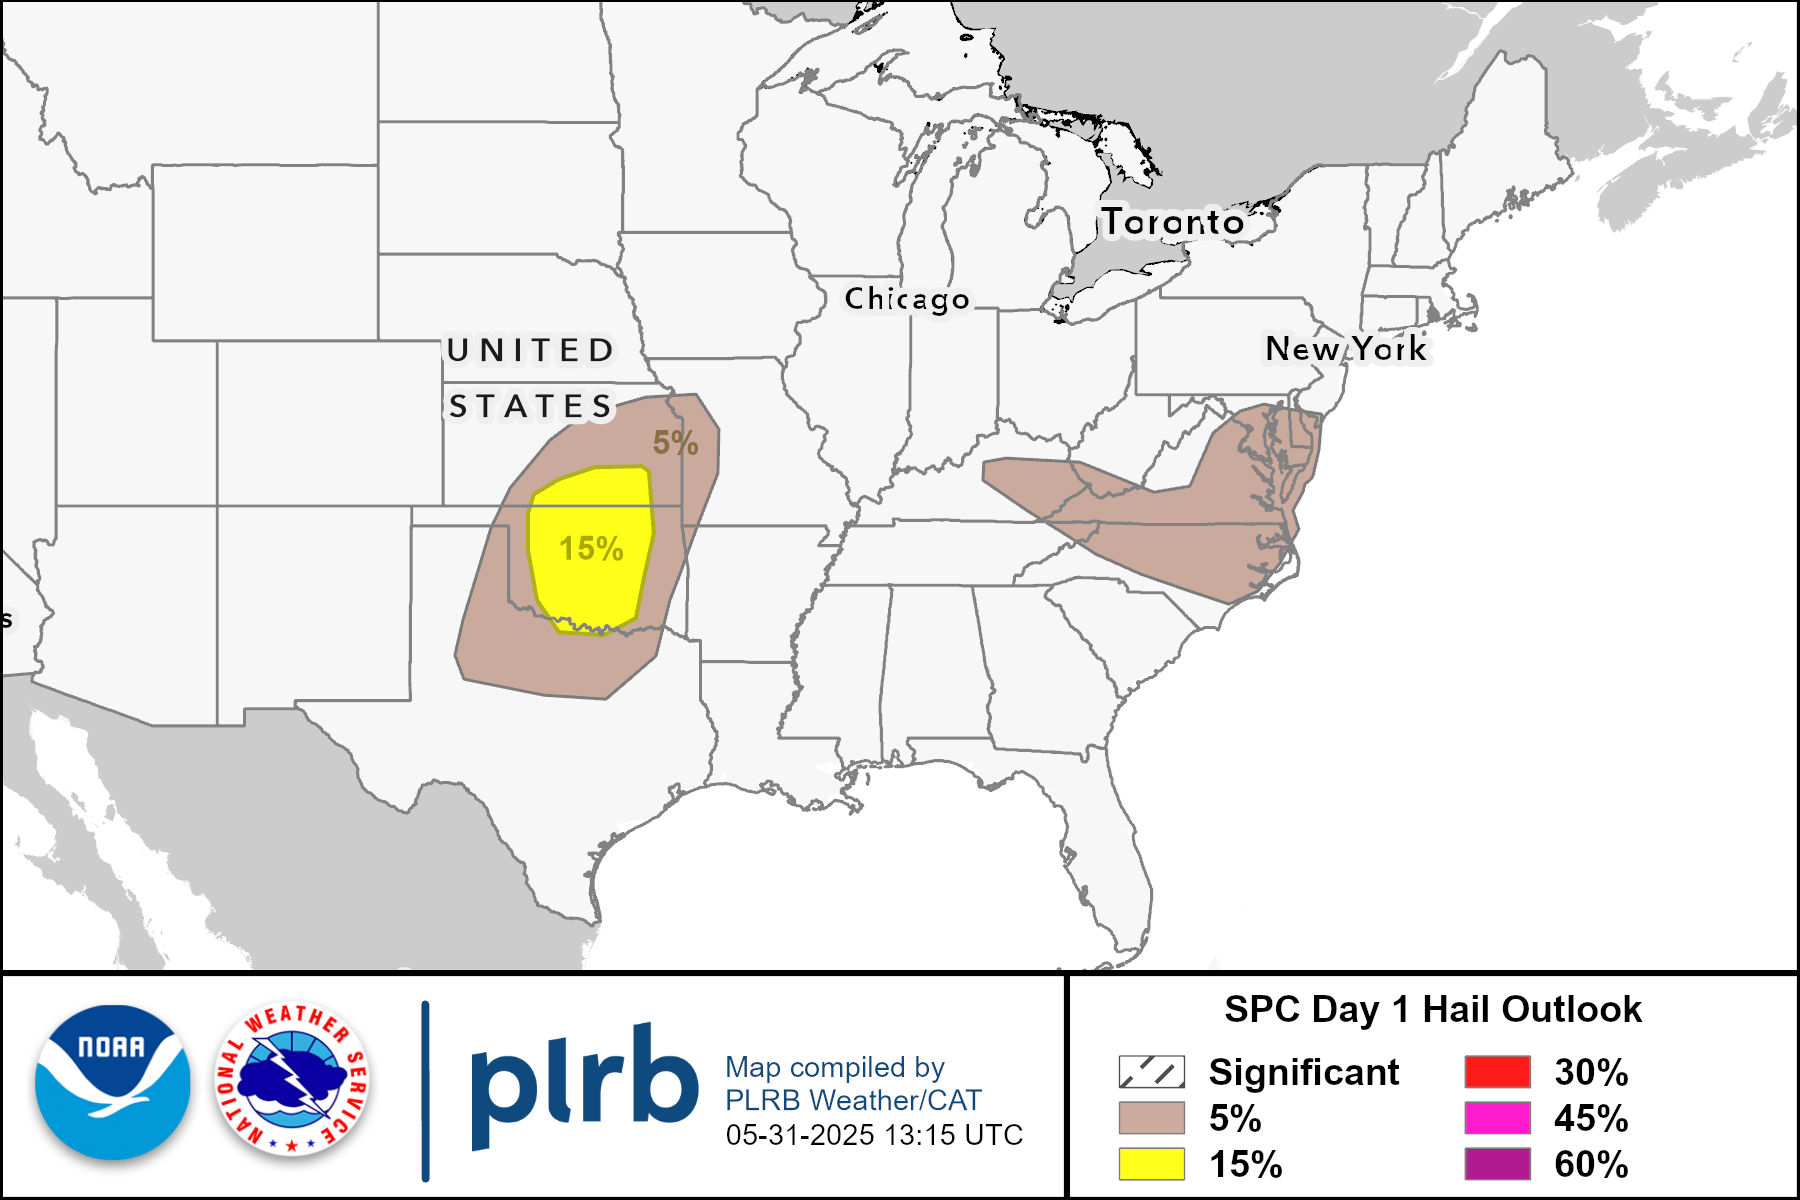 Toronto
Chicago
UNITED
New York
STATES
5%
15%
s
NOAA
NATIONAL WEATHER SERVICE
plrb
Map compiled by
PLRB Weather/CAT
05-31-2025 13:15 UTC
SPC Day 1 Hail Outlook
Significant
5%
15%
30%
45%
60%